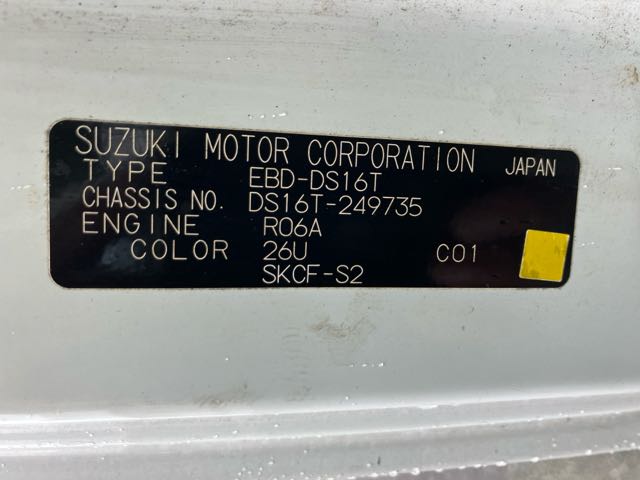 SUZUKI MOTOR CORPORATION JAPAN
TYPE EBD-DS16T
CHASSIS NO. DS16T-249735
ENGINE R06A
COLOR 26U C01
SKCF-S2